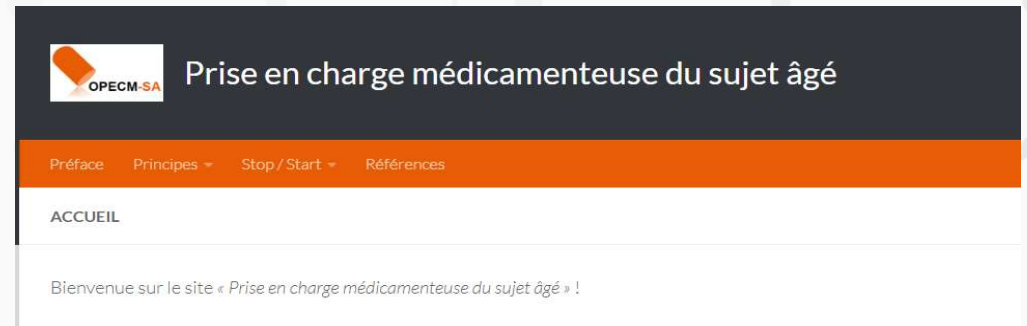 OPECM-SA
Prise en charge médicamenteuse du sujet âgé
Préface Principes Stop / Start Références
ACCUEIL
Bienvenue sur le site « Prise en charge médicamenteuse du sujet âgé » !